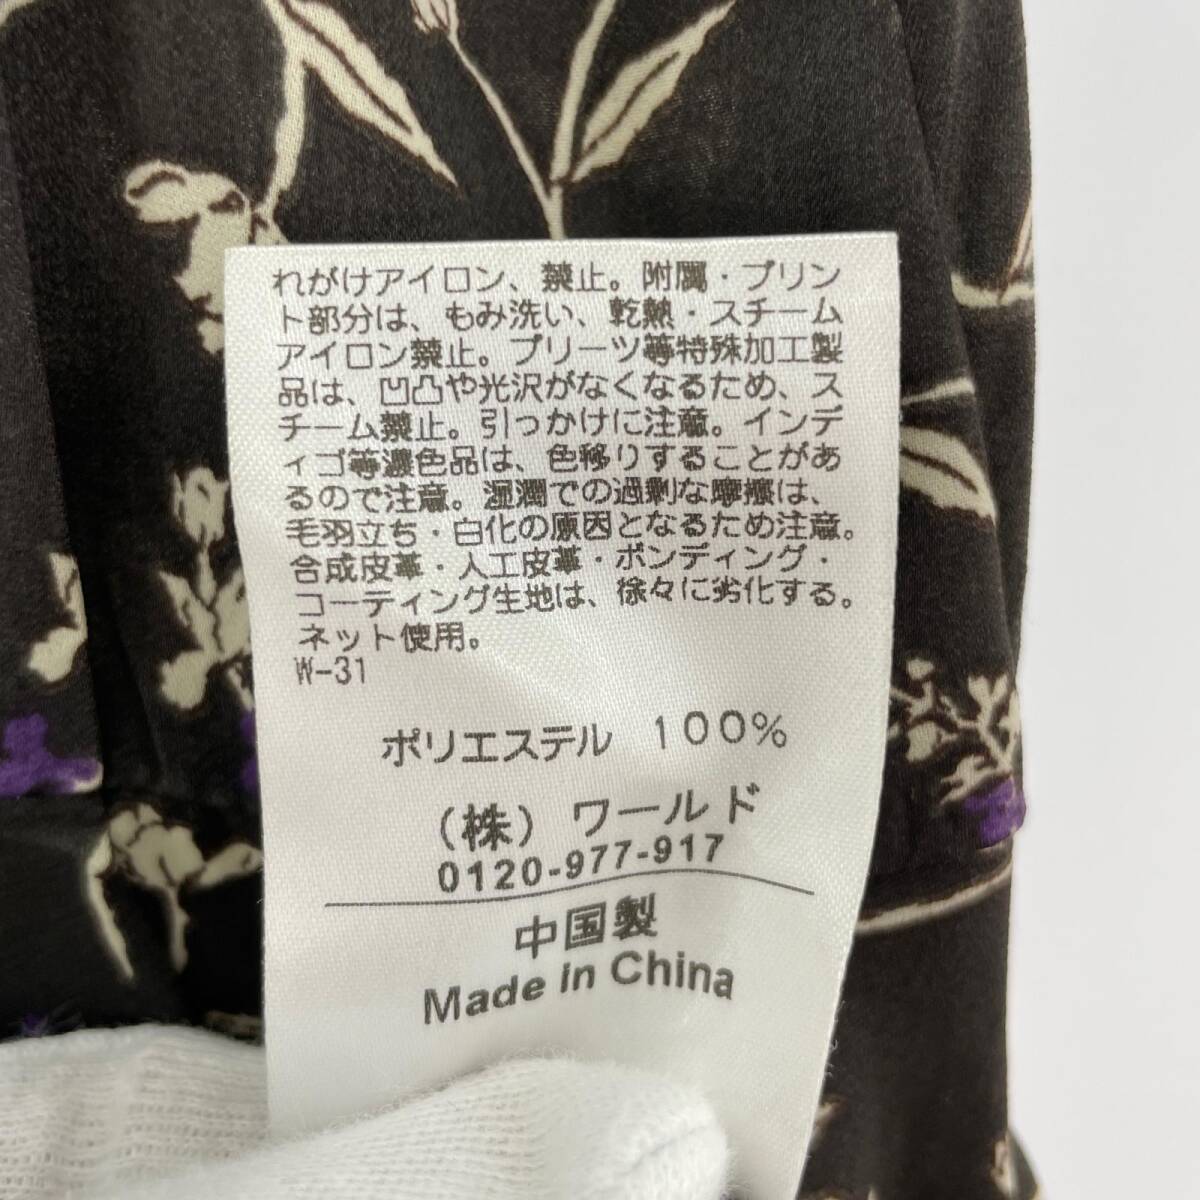 れがけアイロン、禁止。附属・プリン
ト部分は、もみ洗い、乾熱・スチーム
アイロン禁止。プリーツ等特殊加工製
品は、凹凸や光沢がなくなるため、ス
チーム禁止。引っかけに注意。インデ
ィゴ等濃色品は、色移りすることがあ
るので注意。湿潤での過剰な摩擦は、
毛羽立ち・白化の原因となるため注意。
合成皮革・人工皮革・ボンディング・
コーティング生地は、徐々に劣化する。
ネット使用。
W-31
ポリエステル 100%
(株) ワールド
0120-977-917
中国製
Made in China